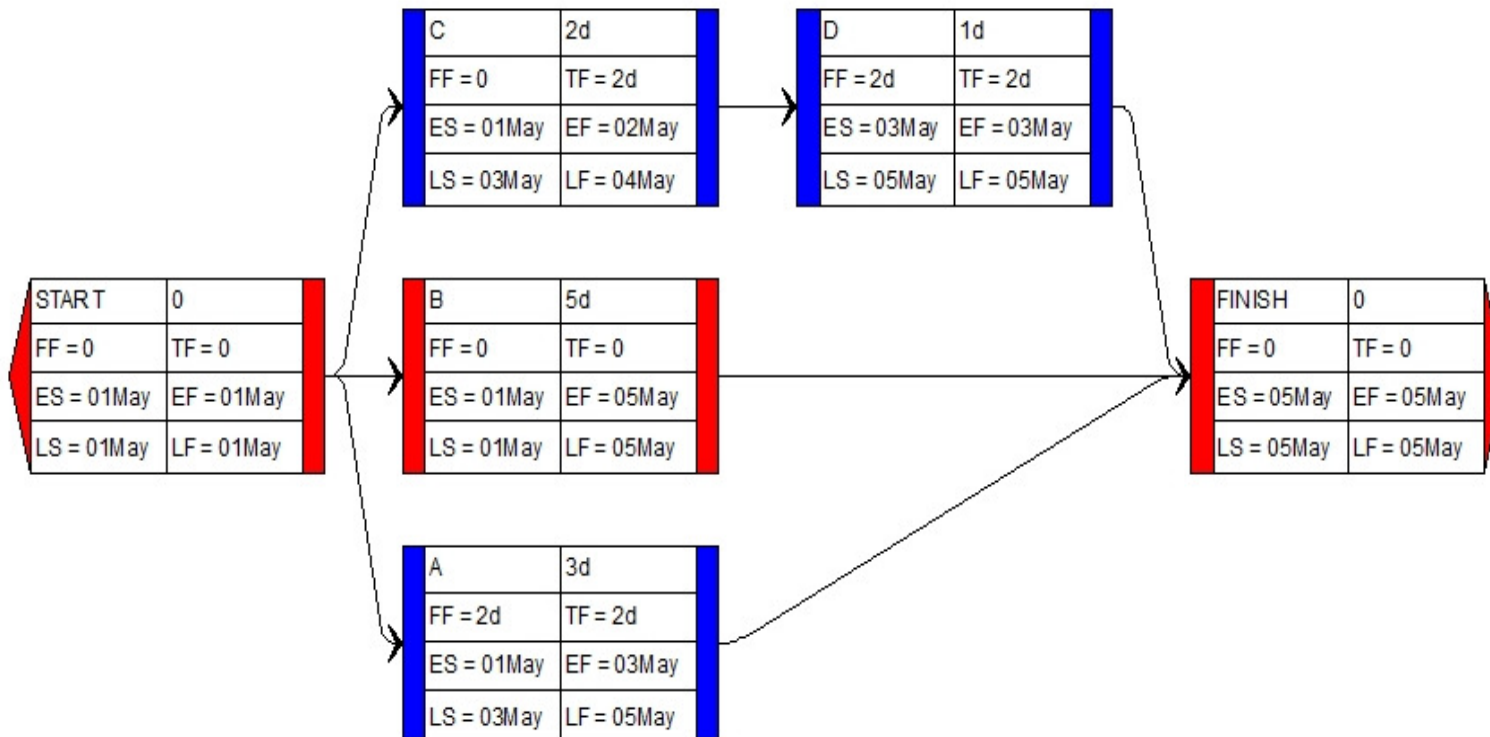 C 2d
FF = 0 TF = 2d
ES = 01May EF = 02May
LS = 03May LF = 04May
D 1d
FF = 2d TF = 2d
ES = 03May EF = 03May
LS = 05May LF = 05May
START 0
FF = 0 TF = 0
ES = 01May EF = 01May
LS = 01May LF = 01May
B 5d
FF = 0 TF = 0
ES = 01May EF = 05May
LS = 01May LF = 05May
FINISH 0
FF = 0 TF = 0
ES = 05May EF = 05May
LS = 05May LF = 05May
A 3d
FF = 2d TF = 2d
ES = 01May EF = 03May
LS = 03May LF = 05May